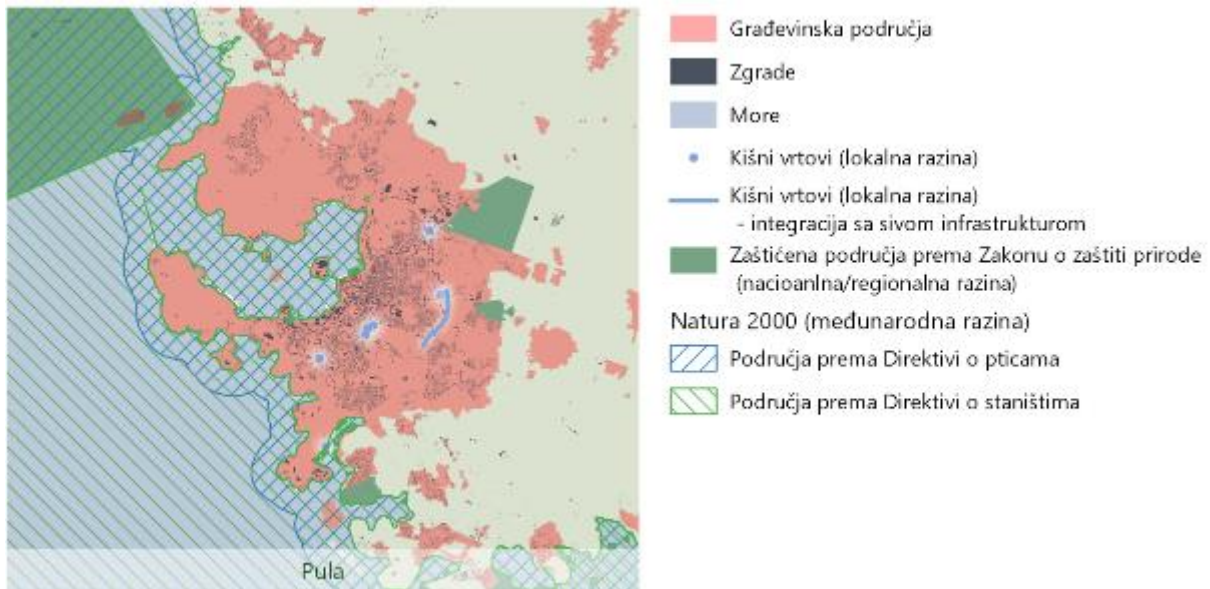 Građevinska područja
Zgrade
More
Kišni vrtovi (lokalna razina)
Kišni vrtovi (lokalna razina)
- integracija sa sivom infrastrukturom
Zaštićena područja prema Zakonu o zaštiti prirode
(nacioanlna/regionalna razina)
Natura 2000 (međunarodna razina)
Područja prema Direktivi o pticama
Područja prema Direktivi o staništima
Pula